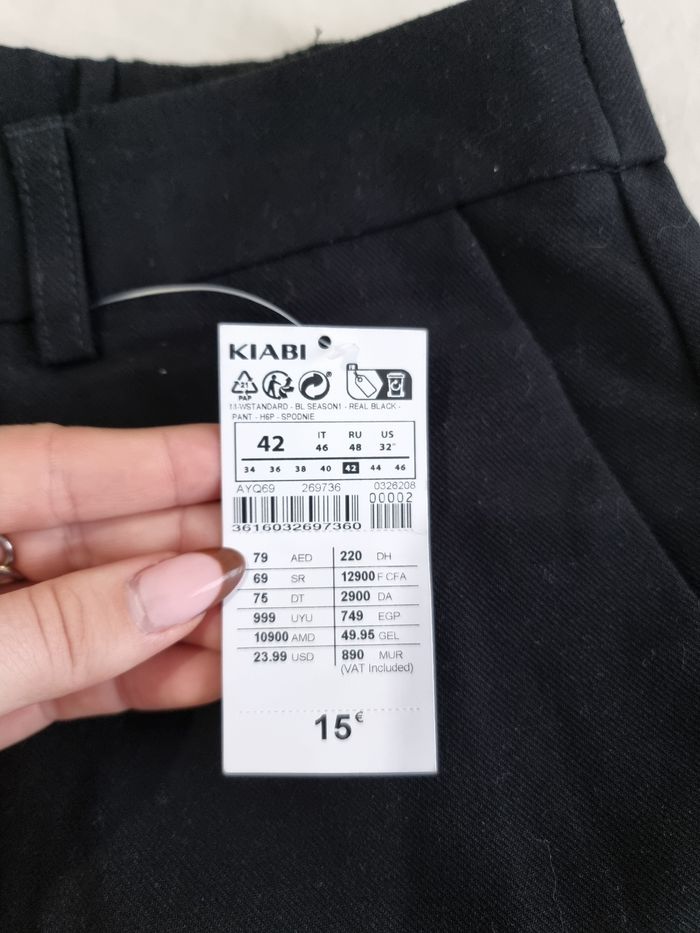 KIABI
21
PAP
BL SEASON1 - REAL BLACK -
PANT - H6P - SPODNIE
42 IT RU US
46 48 32"
34 36 38 40 42 44 46
AYQ69 269736 0326208
00002
3616032697360
79 AED 220 DH
69 SR 12900 F CFA
75 DT 2900 DA
999 UYU 749 EGP
10900 AMD 49.95 GEL
23.99 USD 890 MUR
(VAT Included)
15€